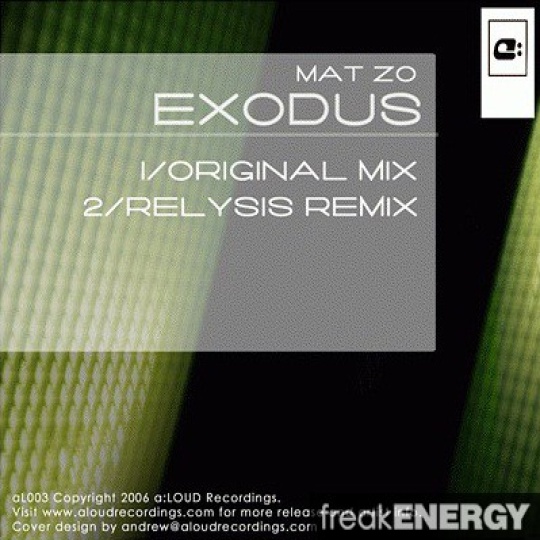 a:
MAT ZO
EXODUS
1/ORIGINAL MIX
2/RELYSIS REMIX
aL003 Copyright 2006 a:LOUD Recordings.
Visit www.aloudrecordings.com for more release
Cover design by andrew@aloudrecordings.com
freakENERGY